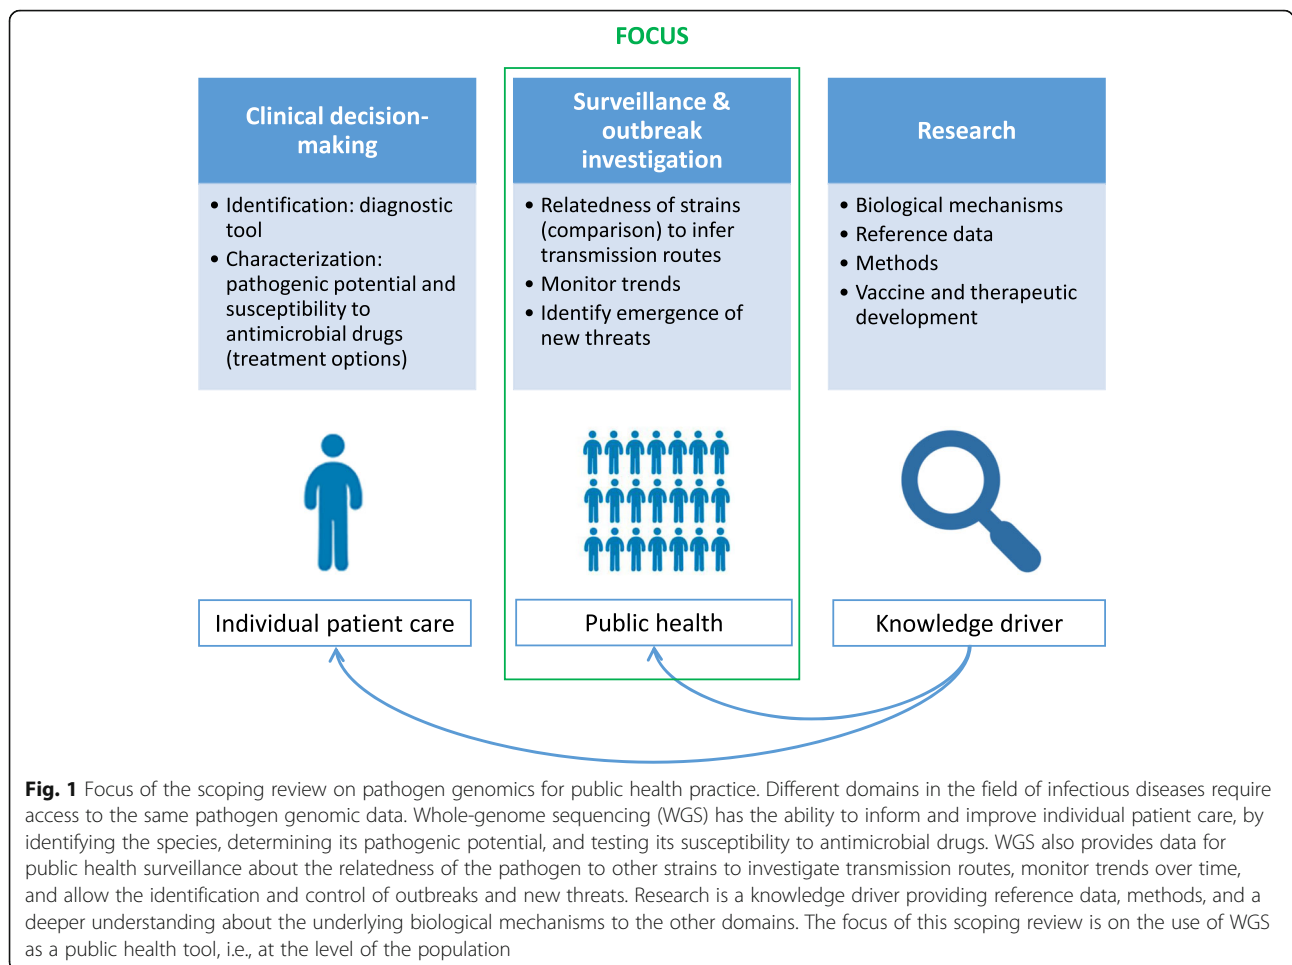 FOCUS
Clinical decision-
making
• Identification: diagnostic
tool
• Characterization:
pathogenic potential and
susceptibility to
antimicrobial drugs
(treatment options)
Surveillance &
outbreak
investigation
• Relatedness of strains
(comparison) to infer
transmission routes
• Monitor trends
• Identify emergence of
new threats
Research
• Biological mechanisms
• Reference data
• Methods
• Vaccine and therapeutic
development
Individual patient care
Public health
Knowledge driver
Fig. 1 Focus of the scoping review on pathogen genomics for public health practice. Different domains in the field of infectious diseases require
access to the same pathogen genomic data. Whole-genome sequencing (WGS) has the ability to inform and improve individual patient care, by
identifying the species, determining its pathogenic potential, and testing its susceptibility to antimicrobial drugs. WGS also provides data for
public health surveillance about the relatedness of the pathogen to other strains to investigate transmission routes, monitor trends over time,
and allow the identification and control of outbreaks and new threats. Research is a knowledge driver providing reference data, methods, and a
deeper understanding about the underlying biological mechanisms to the other domains. The focus of this scoping review is on the use of WGS
as a public health tool, i.e., at the level of the population